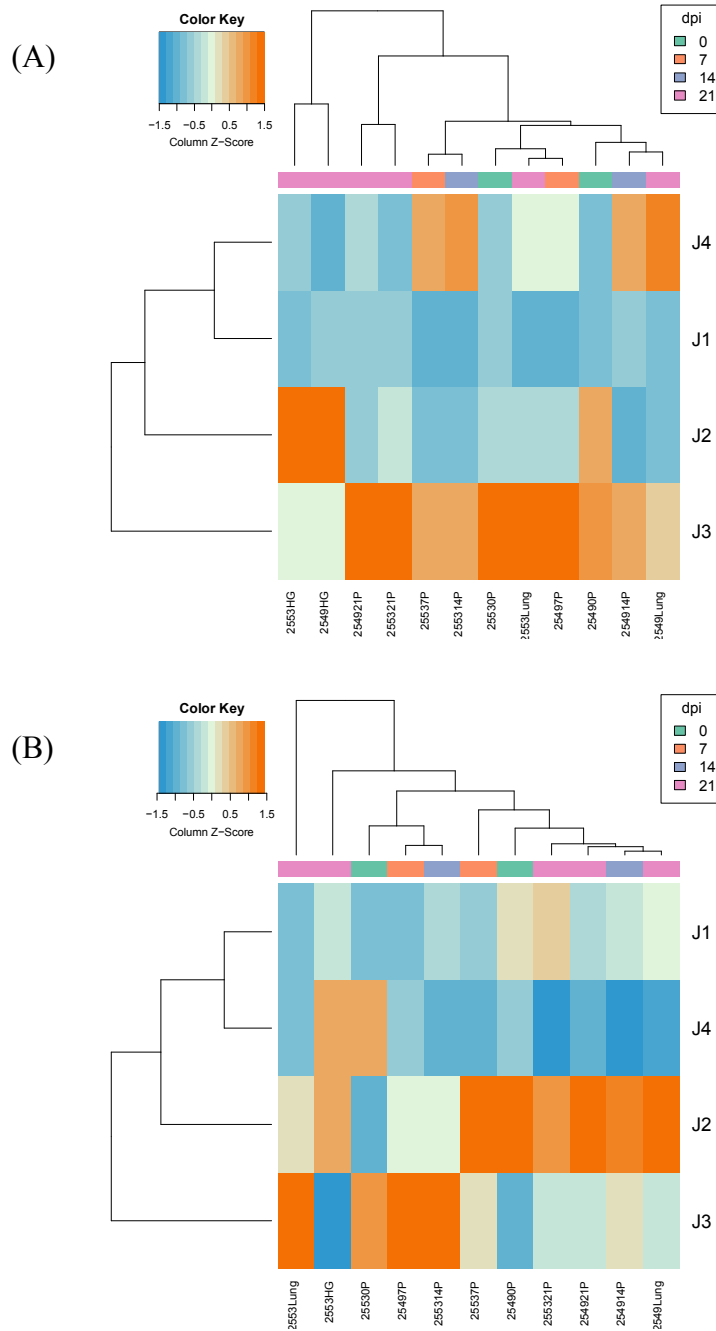 (A)
Color Key
−1.5 −0.5 0.5 1.5
Column Z−Score
dpi
0
7
14
21
J4
J1
J2
J3
2553HG 2549HG 254921P 255321P 25537P 255314P 25530P 2553Lung 25497P 25490P 254914P 2549Lung
(B)
Color Key
−1.5 −0.5 0.5 1.5
Column Z−Score
dpi
0
7
14
21
J1
J4
J2
J3
2553Lung 2553HG 25530P 25497P 255314P 25537P 25490P 255321P 254921P 254914P 2549Lung